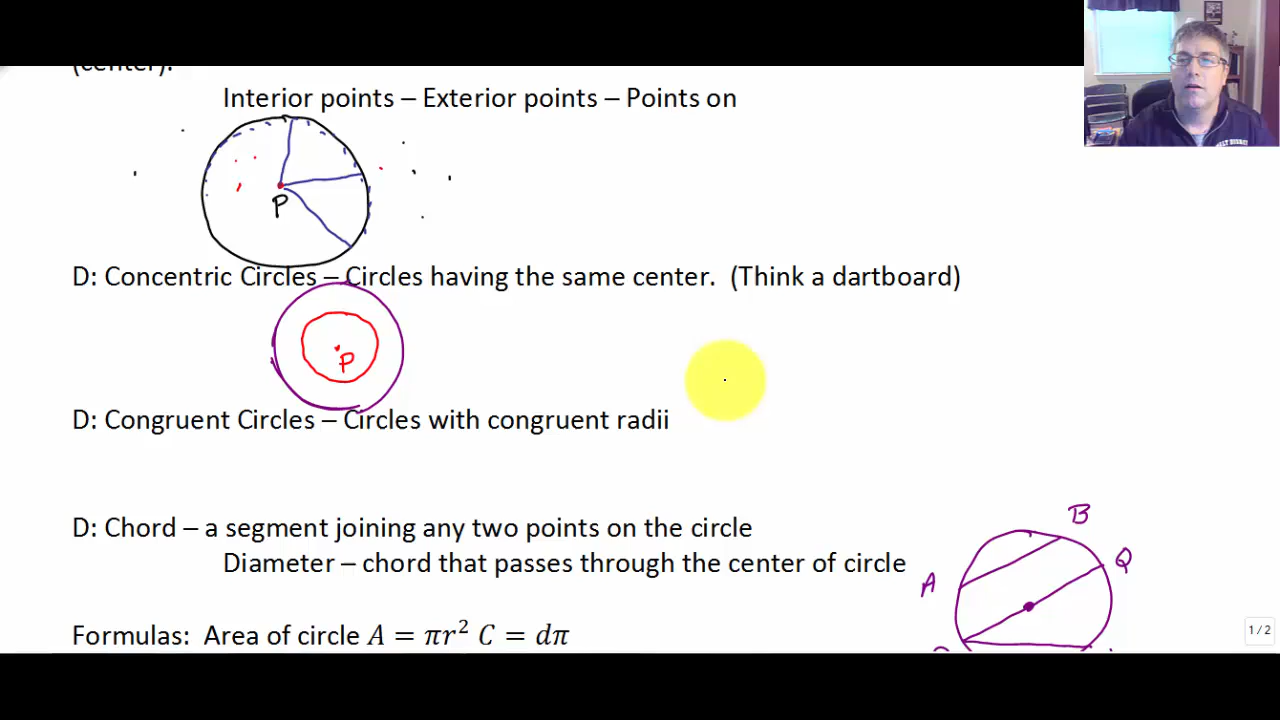 (center).
Interior points – Exterior points – Points on
P
D: Concentric Circles – Circles having the same center.  (Think a dartboard)
P
D: Congruent Circles – Circles with congruent radii
D: Chord – a segment joining any two points on the circle
B
Diameter – chord that passes through the center of circle
Q
A
Formulas:  Area of circle A = πr² C = dπ
1 / 2